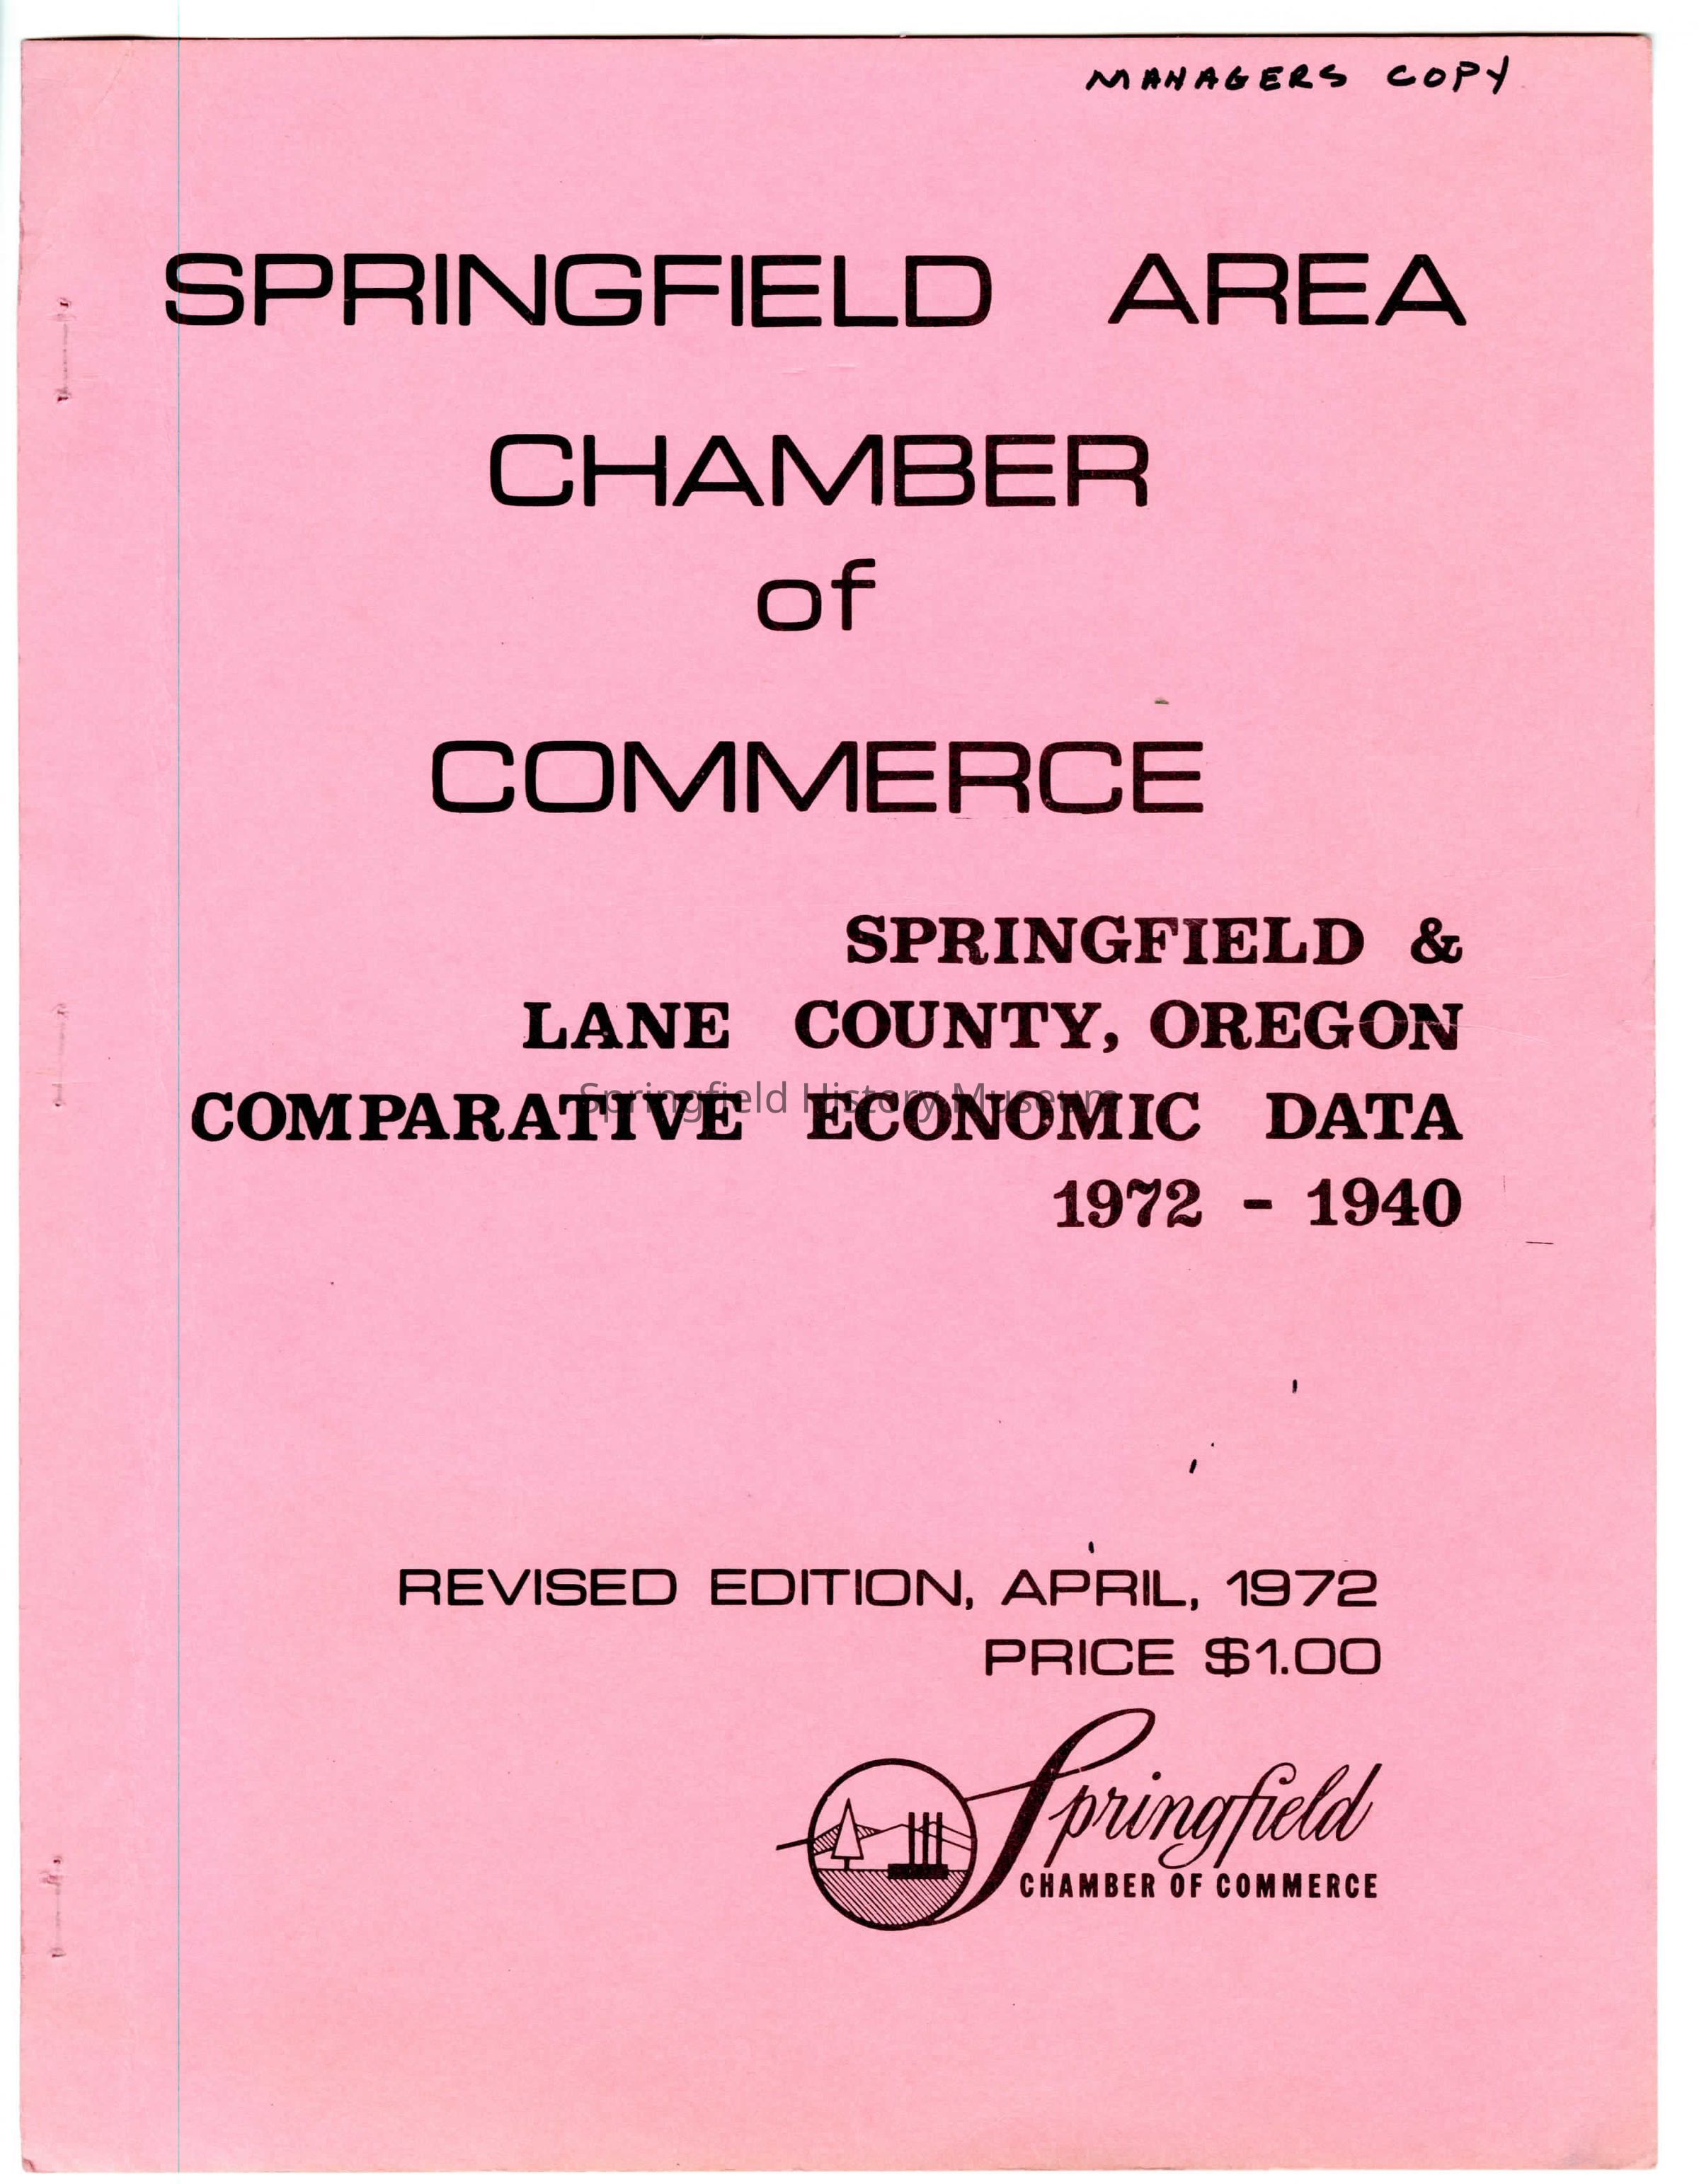 MANAGERS COPY
SPRINGFIELD AREA
CHAMBER
of
COMMERCE
SPRINGFIELD &
LANE COUNTY, OREGON
COMPARATIVE ECONOMIC DATA
Springfield History Museum
1972 - 1940
REVISED EDITION, APRIL, 1972
PRICE $1.00
Springfield
CHAMBER OF COMMERCE